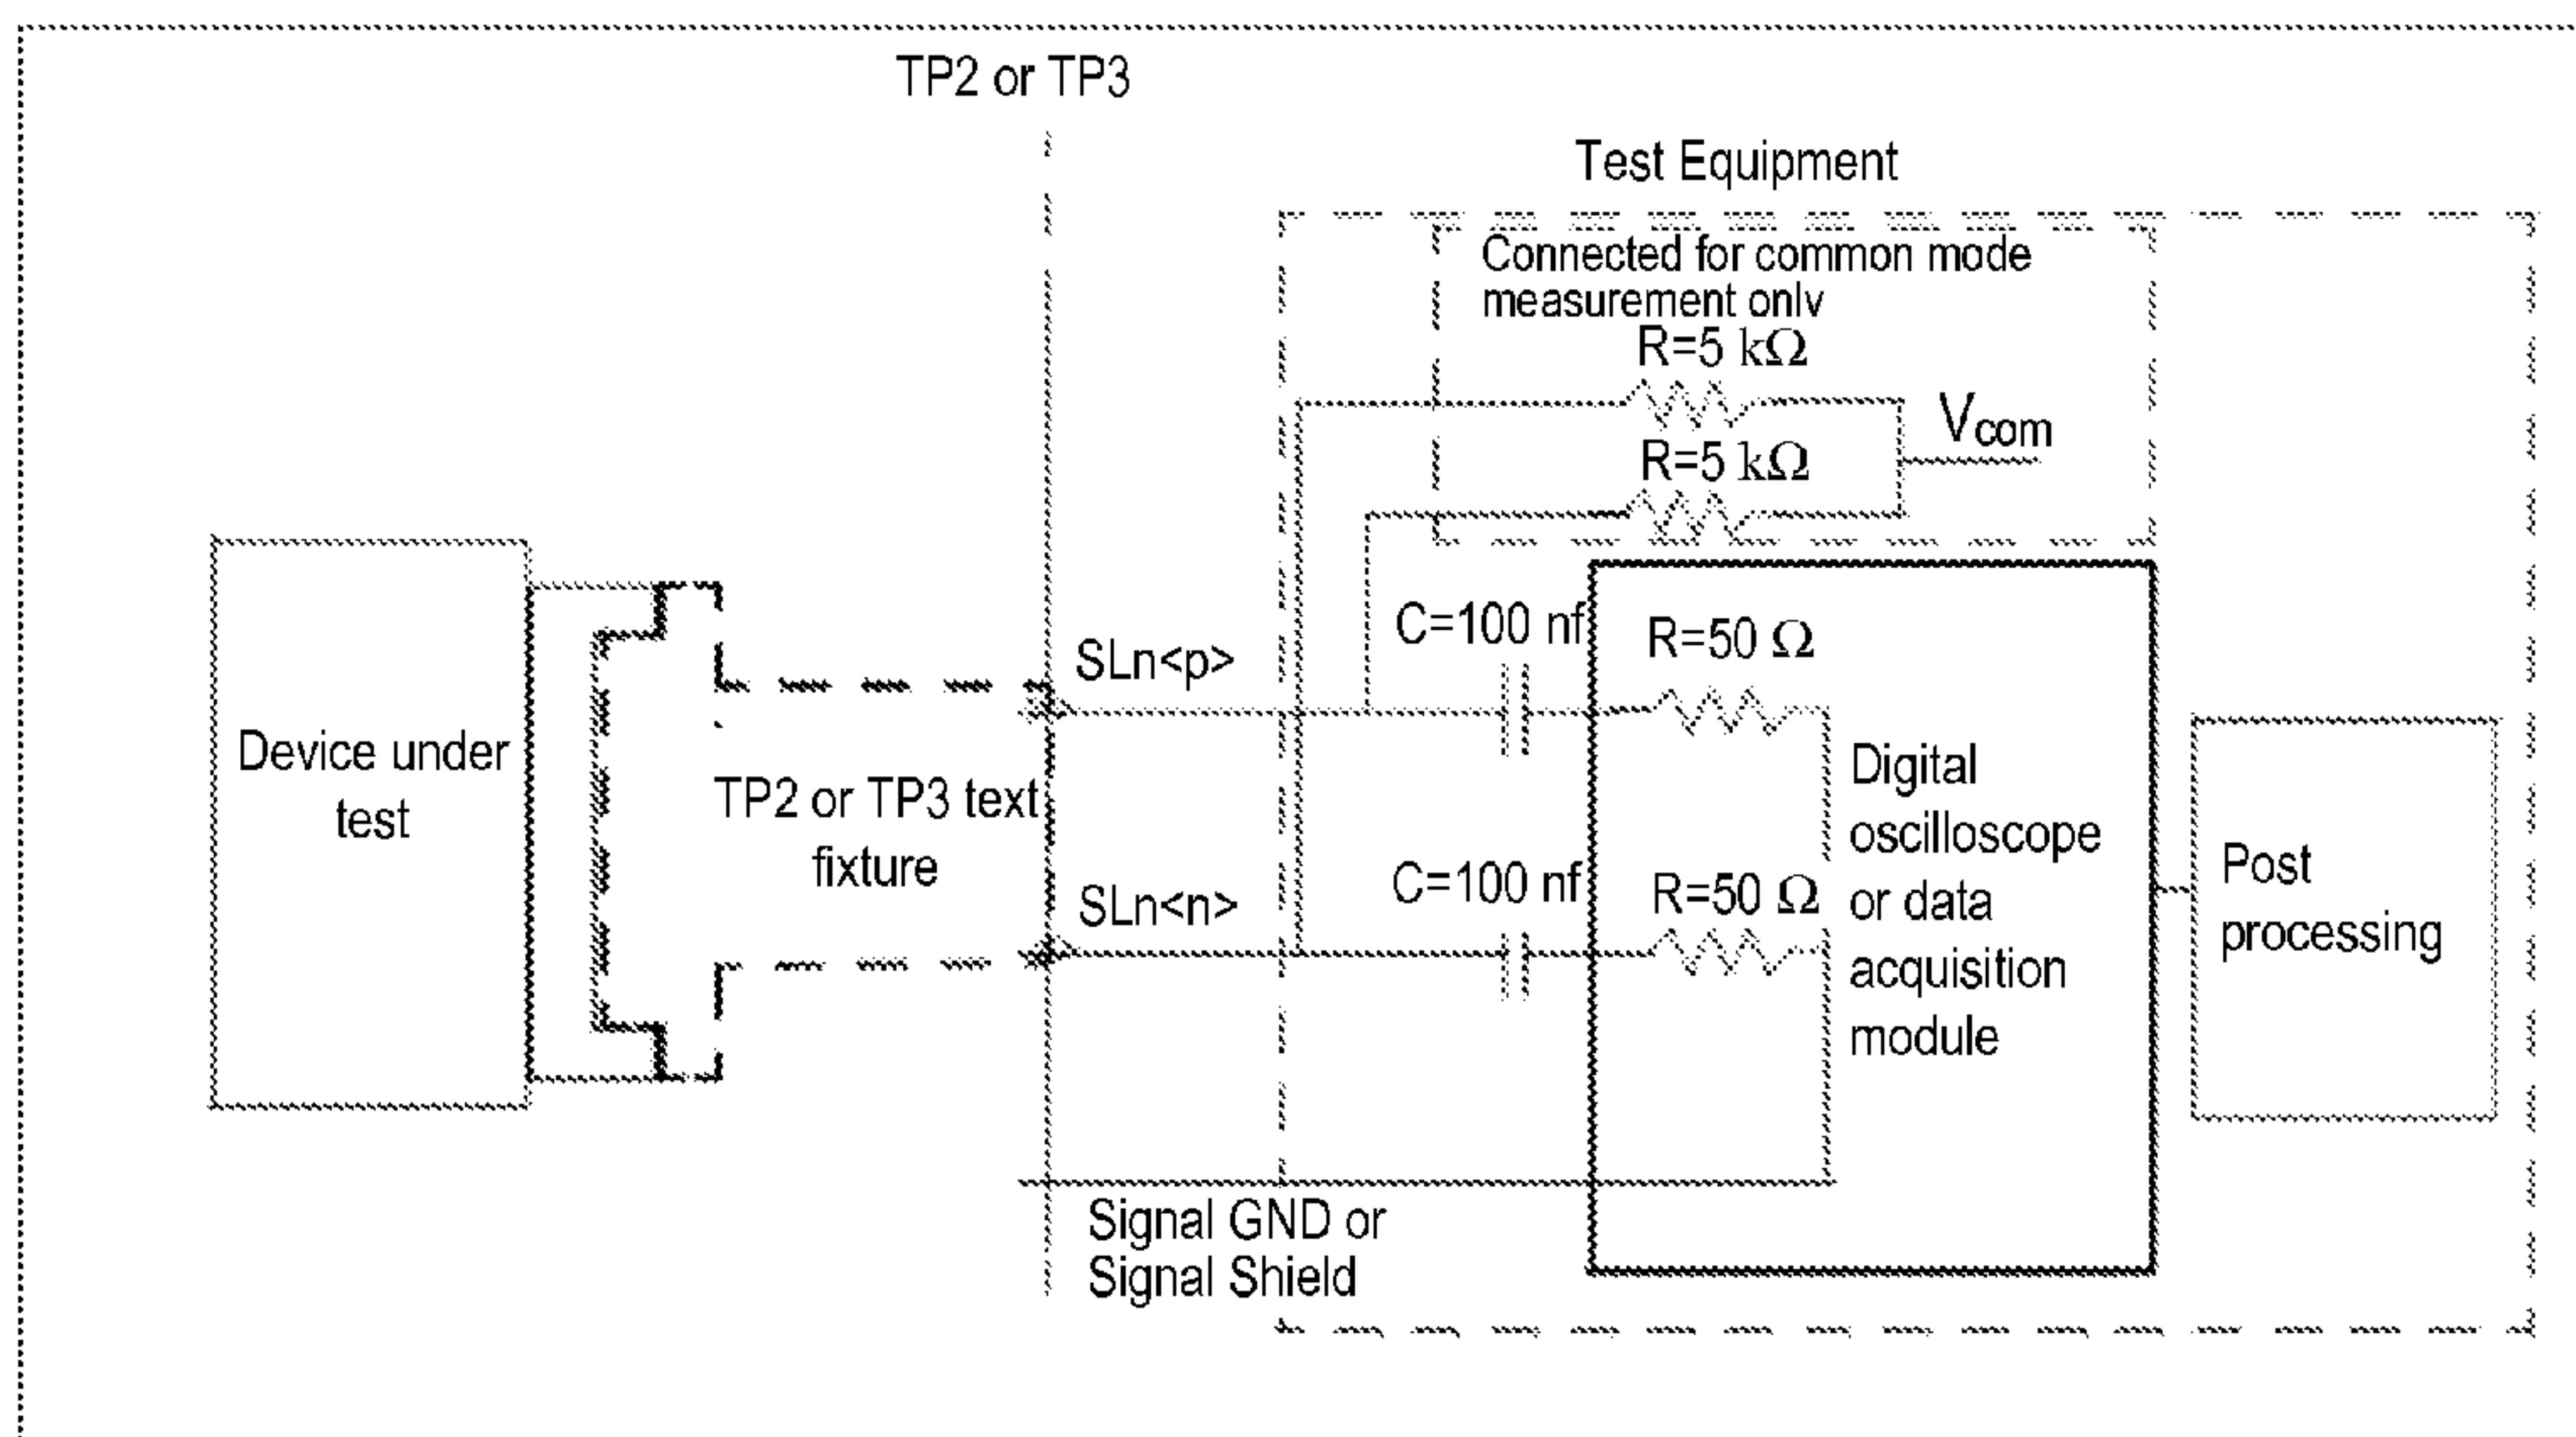 TP2 or TP3
Test Equipment
Connected for common mode
measurement only
R=5 kΩ
Vcom
R=5 kΩ
C=100 nf
R=50 Ω
SLn<p>
Device under
test
TP2 or TP3 text
fixture
Digital
oscilloscope
or data
acquisition
module
C=100 nf
R=50 Ω
SLn<n>
Post
processing
Signal GND or
Signal Shield